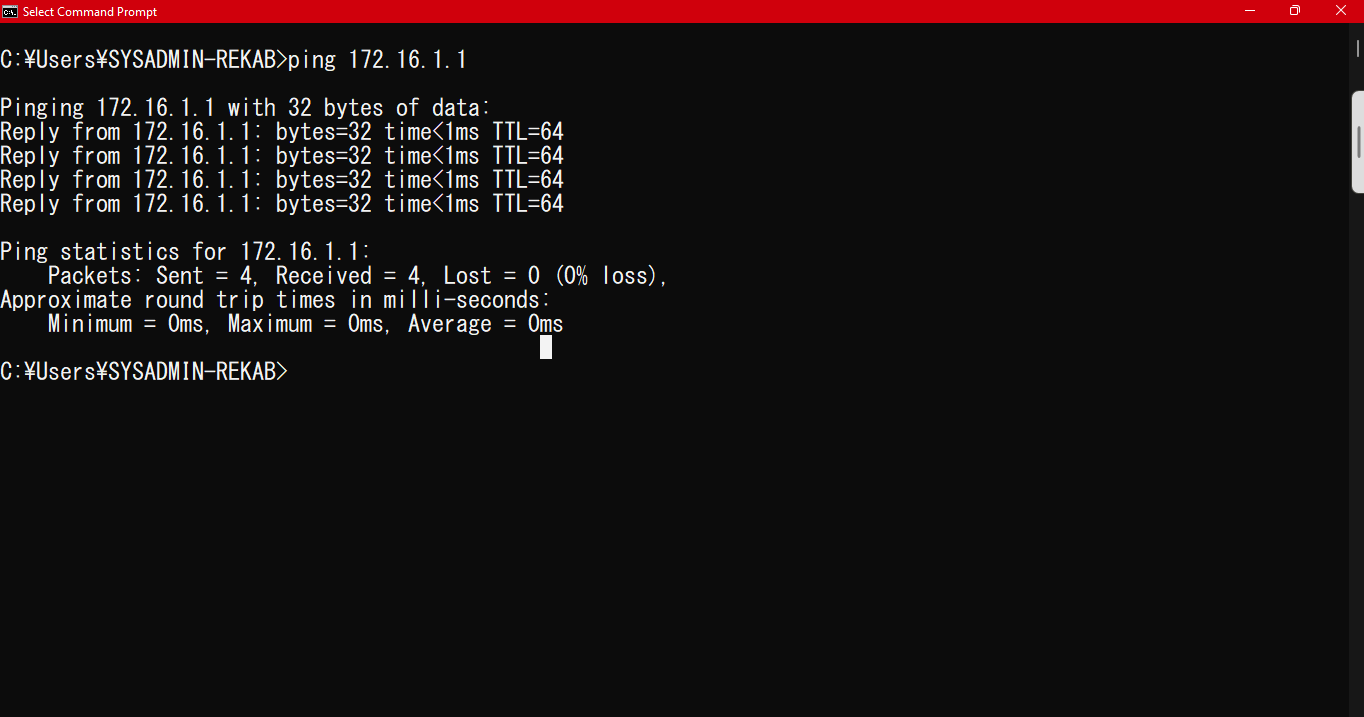 Select Command Prompt
C:¥Users¥SYSADMIN-REKAB>ping 172.16.1.1
Pinging 172.16.1.1 with 32 bytes of data:
Reply from 172.16.1.1: bytes=32 time<1ms TTL=64
Reply from 172.16.1.1: bytes=32 time<1ms TTL=64
Reply from 172.16.1.1: bytes=32 time<1ms TTL=64
Reply from 172.16.1.1: bytes=32 time<1ms TTL=64
Ping statistics for 172.16.1.1:
    Packets: Sent = 4, Received = 4, Lost = 0 (0% loss),
Approximate round trip times in milli-seconds:
    Minimum = 0ms, Maximum = 0ms, Average = 0ms
C:¥Users¥SYSADMIN-REKAB>